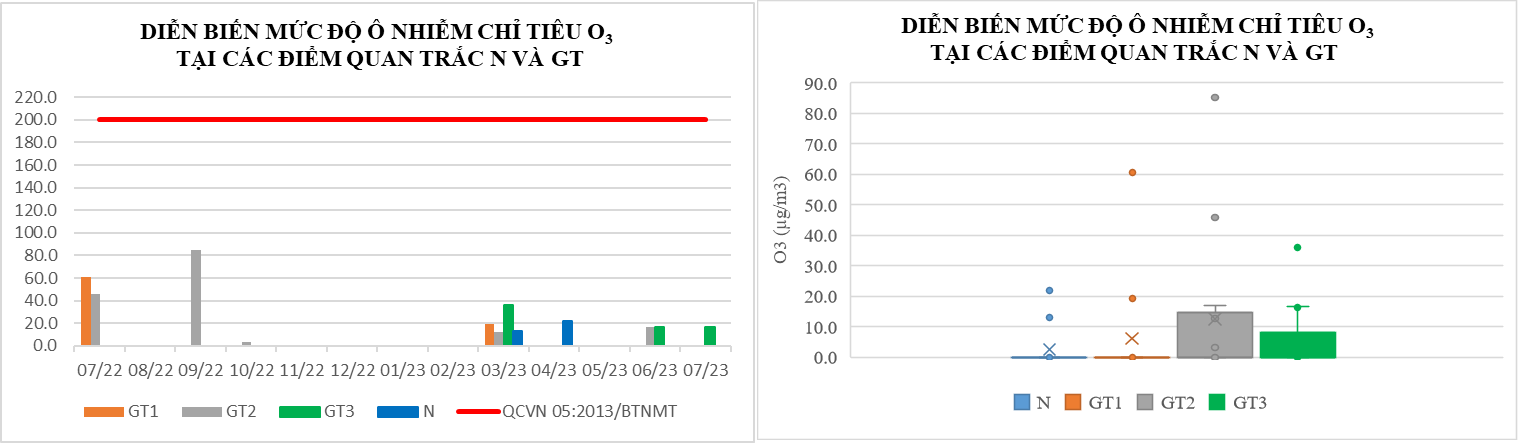 DIỄN BIẾN MỨC ĐỘ Ô NHIỄM CHỈ TIÊU O₃
TẠI CÁC ĐIỂM QUAN TRẮC N VÀ GT
220.0
200.0
180.0
160.0
140.0
120.0
100.0
80.0
60.0
40.0
20.0
0.0
07/22 08/22 09/22 10/22 11/22 12/22 01/23 02/23 03/23 04/23 05/23 06/23 07/23
GT1 GT2 GT3 N QCVN 05:2013/BTNMT
DIỄN BIẾN MỨC ĐỘ Ô NHIỄM CHỈ TIÊU O₃
TẠI CÁC ĐIỂM QUAN TRẮC N VÀ GT
O3 (µg/m3)
90.0
80.0
70.0
60.0
50.0
40.0
30.0
20.0
10.0
0.0
N GT1 GT2 GT3